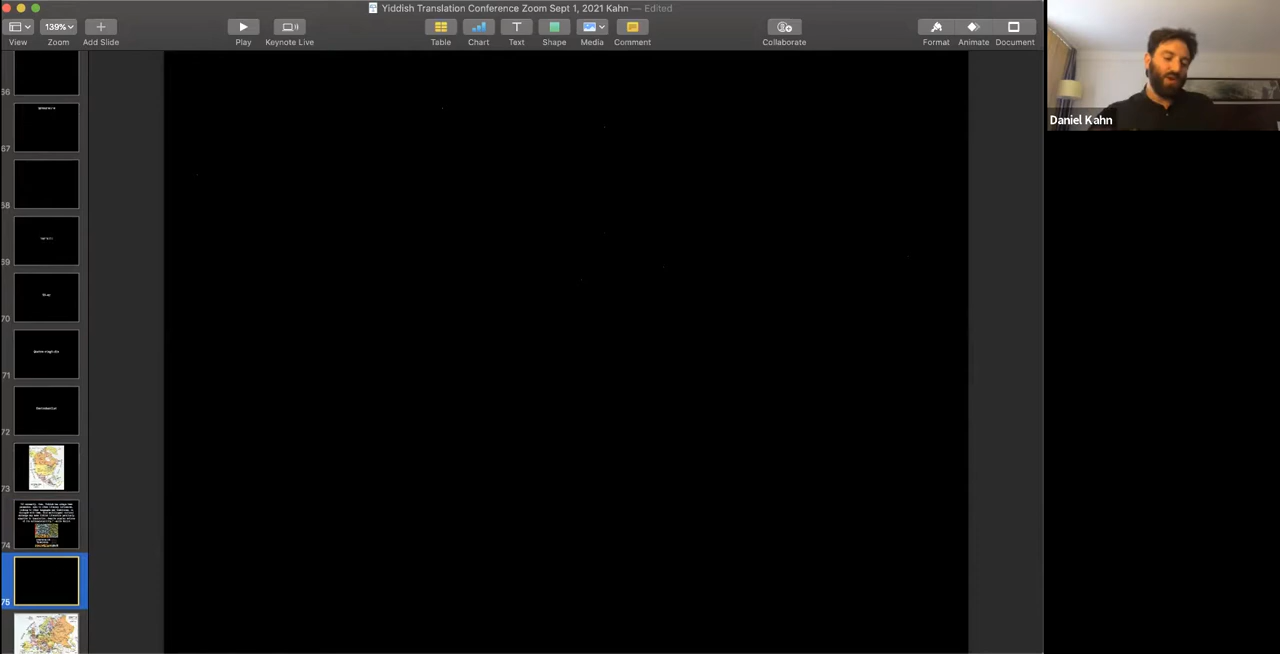 Yiddish Translation Conference Zoom Sept 1, 2021 Kahn — Edited
139%
View
Zoom
Add Slide
Play
Keynote Live
Table
Chart
Text
Shape
Media
Comment
Collaborate
Format
Animate
Document
Daniel Kahn
66
67
68
69
70
71
72
73
74
75